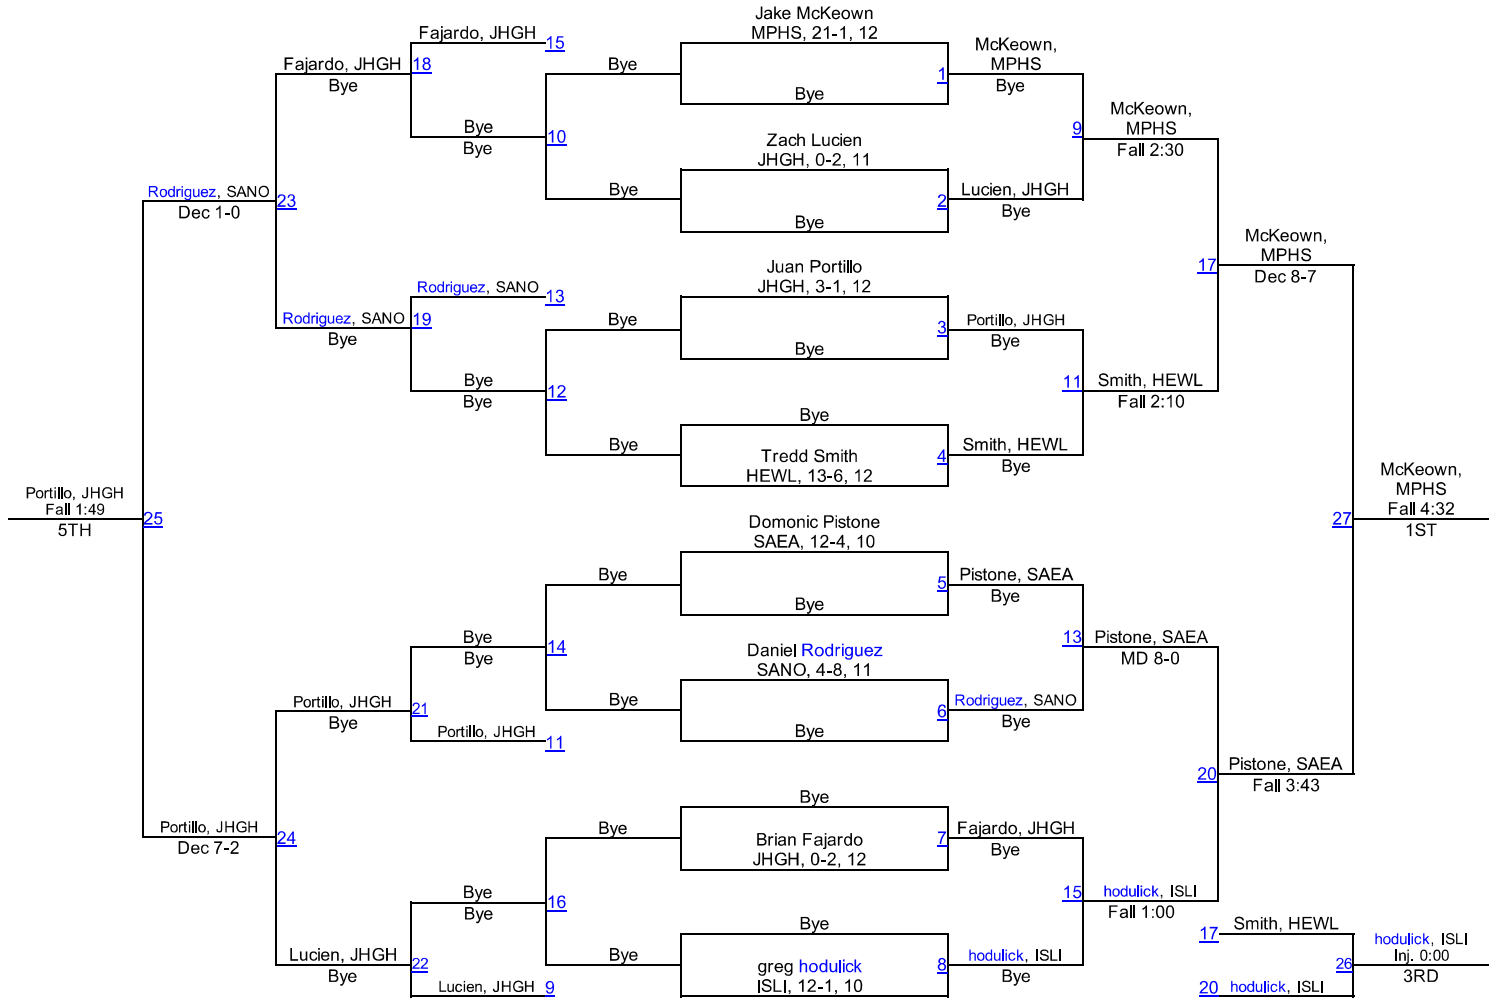 Jake McKeown
MPHS, 21-1, 12
Fajardo, JHGH
15
McKeown,
MPHS
Bye
Fajardo, JHGH
Bye
18
Bye
1
Bye
Bye
Bye
10
9
McKeown,
MPHS
Fall 2:30
Zach Lucien
JHGH, 0-2, 11
Rodriguez, SANO
Dec 1-0
23
Bye
2
Lucien, JHGH
Bye
Bye
McKeown,
MPHS
Dec 8-7
17
Juan Portillo
JHGH, 3-1, 12
Rodriguez, SANO
13
Rodriguez, SANO
Bye
19
Bye
3
Portillo, JHGH
Bye
Bye
Bye
Bye
12
11
Smith, HEWL
Fall 2:10
Bye
Bye
Tredd Smith
HEWL, 13-6, 12
4
Smith, HEWL
Bye
McKeown,
MPHS
Fall 4:32
1ST
27
Portillo, JHGH
Fall 1:49
5TH
25
Domonic Pistone
SAEA, 12-4, 10
Bye
5
Pistone, SAEA
Bye
Bye
Bye
Bye
14
13
Pistone, SAEA
MD 8-0
Daniel Rodriguez
SANO, 4-8, 11
Portillo, JHGH
Bye
21
Bye
6
Rodriguez, SANO
Bye
Bye
Portillo, JHGH
11
20
Pistone, SAEA
Fall 3:43
Bye
Portillo, JHGH
Dec 7-2
24
Bye
Brian Fajardo
JHGH, 0-2, 12
7
Fajardo, JHGH
Bye
Bye
Bye
16
15
hodulick, ISLI
Fall 1:00
Bye
Lucien, JHGH
Bye
22
Bye
greg hodulick
ISLI, 12-1, 10
8
hodulick, ISLI
Bye
Lucien, JHGH
9
17
Smith, HEWL
26
hodulick, ISLI
Inj. 0:00
3RD
20
hodulick, ISLI